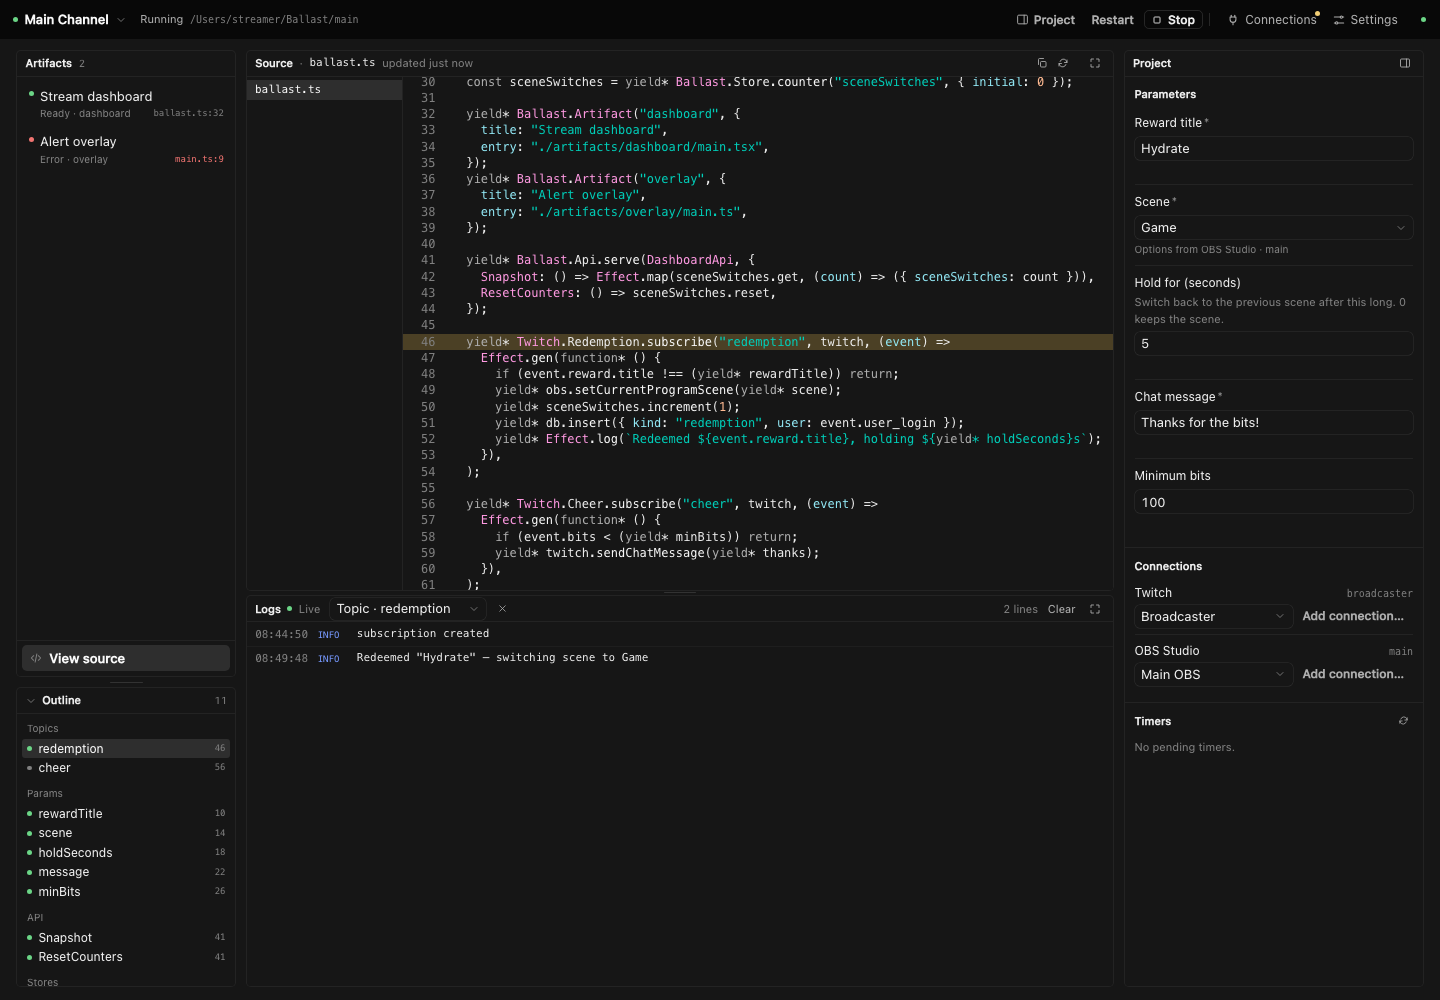 Main Channel
Running /Users/streamer/Ballast/main
Project
Restart
Stop
Connections
Settings
Artifacts 2
Stream dashboard
Ready · dashboard ballast.ts:32
Alert overlay
Error · overlay main.ts:9
View source
Outline 11
Topics
redemption 46
cheer 56
Params
rewardTitle 10
scene 14
holdSeconds 18
message 22
minBits 26
API
Snapshot 41
ResetCounters 41
Stores
Source · ballast.ts updated just now
ballast.ts
30 const sceneSwitches = yield* Ballast.Store.counter("sceneSwitches", { initial: 0 });
31
32 yield* Ballast.Artifact("dashboard", {
33 title: "Stream dashboard",
34 entry: "./artifacts/dashboard/main.tsx",
35 });
36 yield* Ballast.Artifact("overlay", {
37 title: "Alert overlay",
38 entry: "./artifacts/overlay/main.ts",
39 });
40
41 yield* Ballast.Api.serve(DashboardApi, {
42 Snapshot: () => Effect.map(sceneSwitches.get, (count) => ({ sceneSwitches: count })),
43 ResetCounters: () => sceneSwitches.reset,
44 });
45
46 yield* Twitch.Redemption.subscribe("redemption", twitch, (event) =>
47 Effect.gen(function* () {
48 if (event.reward.title !== (yield* rewardTitle)) return;
49 yield* obs.setCurrentProgramScene(yield* scene);
50 yield* sceneSwitches.increment(1);
51 yield* db.insert({ kind: "redemption", user: event.user_login });
52 yield* Effect.log(`Redeemed ${event.reward.title}, holding ${yield* holdSeconds}s`);
53 }),
54 );
55
56 yield* Twitch.Cheer.subscribe("cheer", twitch, (event) =>
57 Effect.gen(function* () {
58 if (event.bits < (yield* minBits)) return;
59 yield* twitch.sendChatMessage(yield* thanks);
60 }),
61 );
Logs Live Topic · redemption × 2 lines Clear
08:44:50 INFO subscription created
08:49:48 INFO Redeemed "Hydrate" — switching scene to Game
Project
Parameters
Reward title *
Hydrate
Scene *
Game
Options from OBS Studio · main
Hold for (seconds)
Switch back to the previous scene after this long. 0
keeps the scene.
5
Chat message *
Thanks for the bits!
Minimum bits
100
Connections
Twitch broadcaster
Broadcaster Add connection...
OBS Studio main
Main OBS Add connection...
Timers
No pending timers.